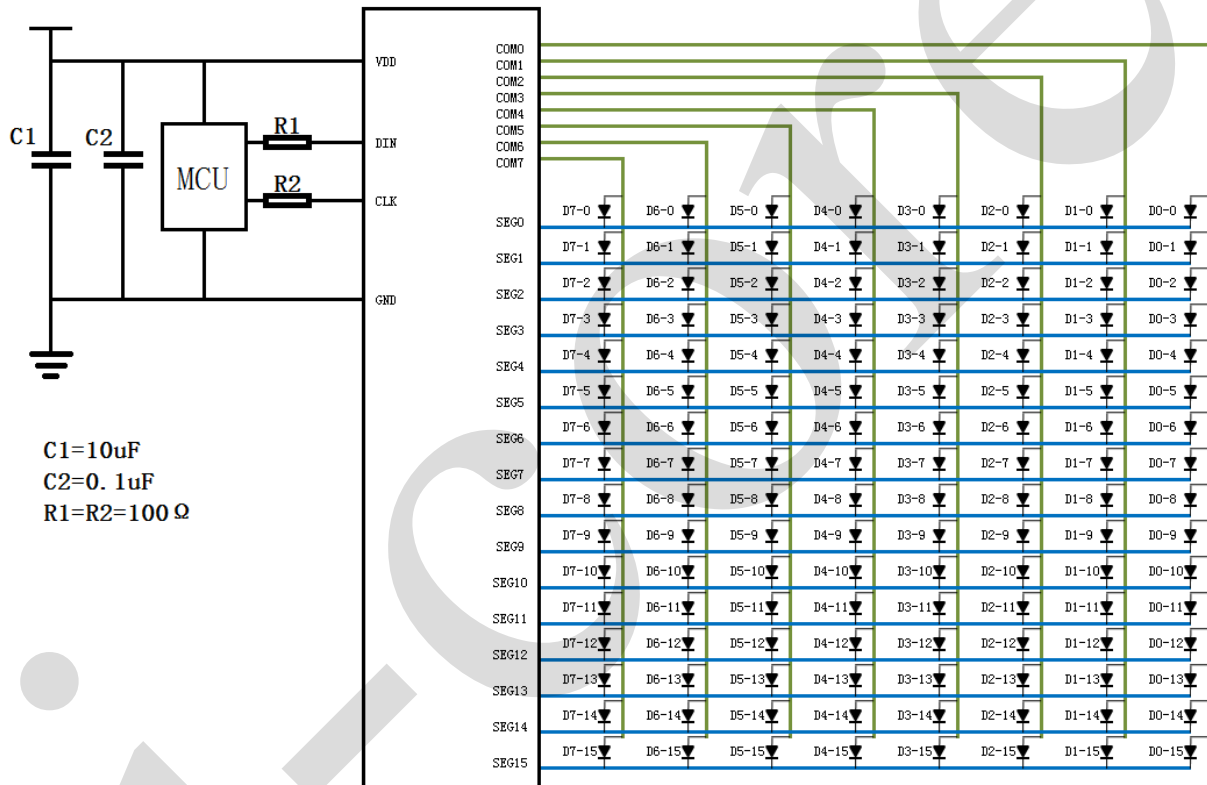 COM0
VDD COM1
COM2
COM3
COM4
C1 C2 R1 COM5
DIN COM6
MCU COM7
R2
CLK D7-0 D6-0 D5-0 D4-0 D3-0 D2-0 D1-0 D0-0
SEG0
D7-1 D6-1 D5-1 D4-1 D3-1 D2-1 D1-1 D0-1
SEG1
D7-2 D6-2 D5-2 D4-2 D3-2 D2-2 D1-2 D0-2
GND SEG2
D7-3 D6-3 D5-3 D4-3 D3-3 D2-3 D1-3 D0-3
SEG3
D7-4 D6-4 D5-4 D4-4 D3-4 D2-4 D1-4 D0-4
SEG4
D7-5 D6-5 D5-5 D4-5 D3-5 D2-5 D1-5 D0-5
SEG5
D7-6 D6-6 D5-6 D4-6 D3-6 D2-6 D1-6 D0-6
SEG6
C1=10uF
D7-7 D6-7 D5-7 D4-7 D3-7 D2-7 D1-7 D0-7
C2=0.1uF SEG7
D7-8 D6-8 D5-8 D4-8 D3-8 D2-8 D1-8 D0-8
R1=R2=100Ω SEG8
D7-9 D6-9 D5-9 D4-9 D3-9 D2-9 D1-9 D0-9
SEG9
D7-10 D6-10 D5-10 D4-10 D3-10 D2-10 D1-10 D0-10
SEG10
D7-11 D6-11 D5-11 D4-11 D3-11 D2-11 D1-11 D0-11
SEG11
D7-12 D6-12 D5-12 D4-12 D3-12 D2-12 D1-12 D0-12
SEG12
D7-13 D6-13 D5-13 D4-13 D3-13 D2-13 D1-13 D0-13
SEG13
D7-14 D6-14 D5-14 D4-14 D3-14 D2-14 D1-14 D0-14
SEG14
D7-15 D6-15 D5-15 D4-15 D3-15 D2-15 D1-15 D0-15
SEG15
i-core